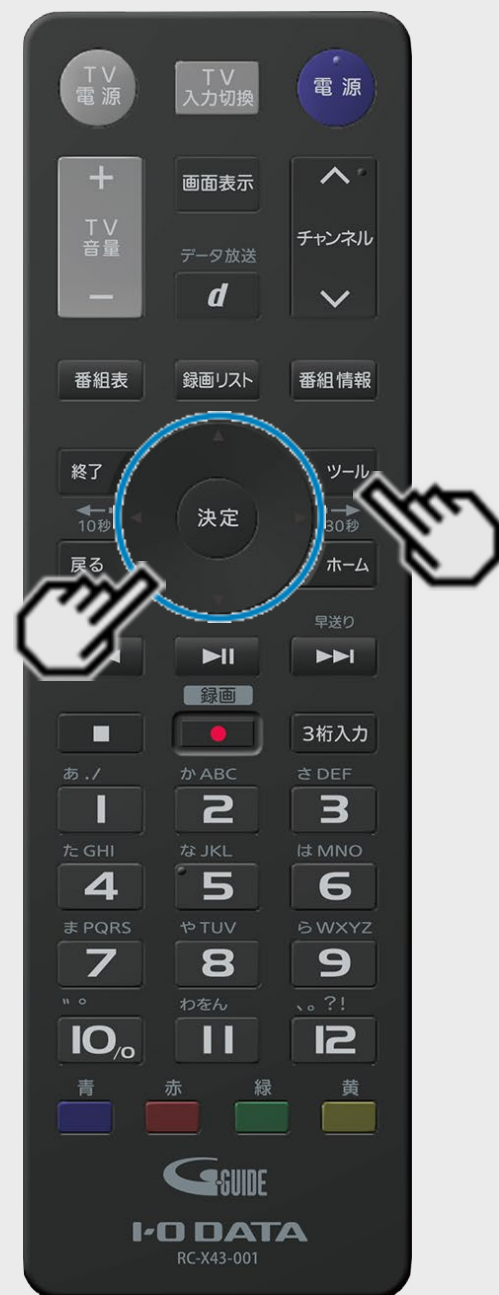 TV
電源
TV
入力切換
電源
+
TV
音量
−
画面表示
チャンネル
データ放送
d
番組表
録画リスト
番組情報
終了
ツール
10秒
決定
30秒
戻る
ホーム
早送り
録画
3桁入力
あ./
かABC
さDEF
1
2
3
たGHI
なJKL
はMNO
4
5
6
まPQRS
やTUV
らWXYZ
7
8
9
゛゜
わをん
、。?!
10/0
11
12
青
赤
緑
黄
G-GUIDE
I-O DATA
RC-X43-001